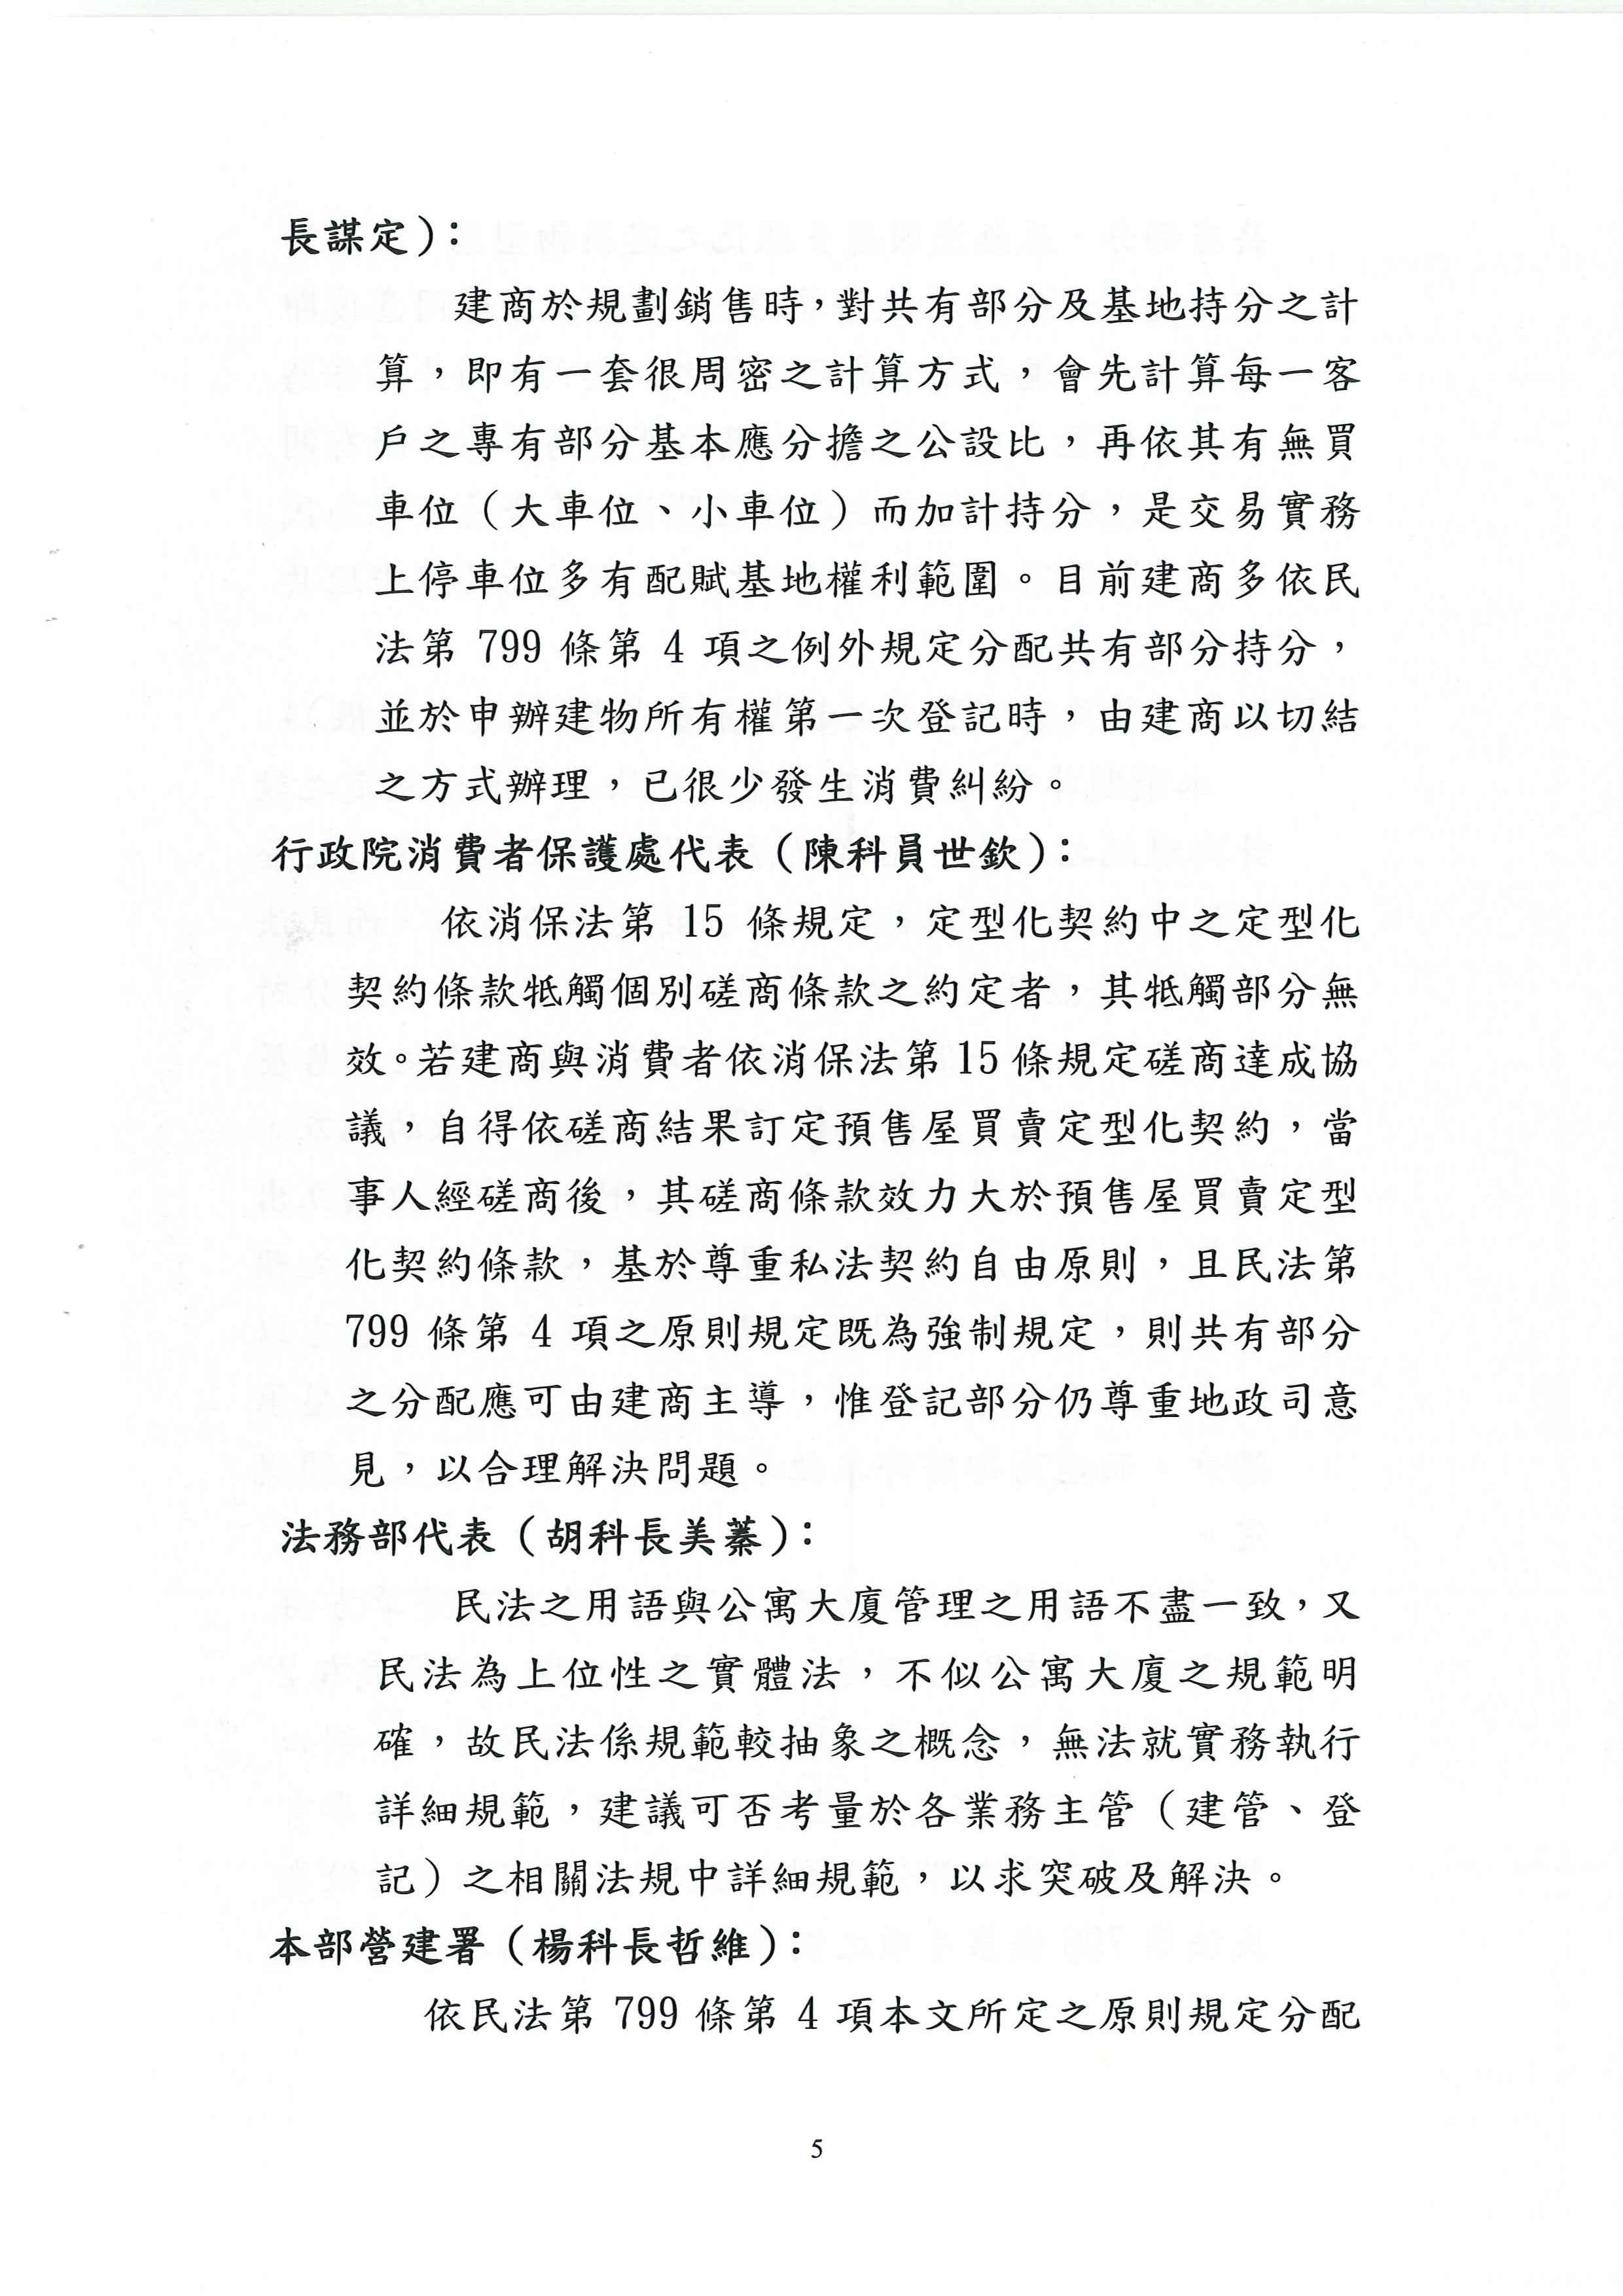 長謀定)：
建商於規劃銷售時，對共有部分及基地持分之計
算，即有一套很周密之計算方式，會先計算每一客
戶之專有部分基本應分擔之公設比，再依其有無買
車位（大車位、小車位）而加計持分，是交易實務
上停車位多有配賦基地權利範圍。目前建商多依民
法第 799 條第 4 項之例外規定分配共有部分持分，
並於申辦建物所有權第一次登記時，由建商以切結
之方式辦理，已很少發生消費糾紛。
行政院消費者保護處代表（陳科員世欽）：
依消保法第 15 條規定，定型化契約中之定型化
契約條款牴觸個別磋商條款之約定者，其牴觸部分無
效。若建商與消費者依消保法第 15 條規定磋商達成協
議，自得依磋商結果訂定預售屋買賣定型化契約，當
事人經磋商後，其磋商條款效力大於預售屋買賣定型
化契約條款，基於尊重私法契約自由原則，且民法第
799 條第 4 項之原則規定既為強制規定，則共有部分
之分配應可由建商主導，惟登記部分仍尊重地政司意
見，以合理解決問題。
法務部代表（胡科長美蓁）：
民法之用語與公寓大廈管理之用語不盡一致，又
民法為上位性之實體法，不似公寓大廈之規範明
確，故民法係規範較抽象之概念，無法就實務執行
詳細規範，建議可否考量於各業務主管（建管、登
記）之相關法規中詳細規範，以求突破及解決。
本部營建署（楊科長哲維）：
依民法第 799 條第 4 項本文所定之原則規定分配
5